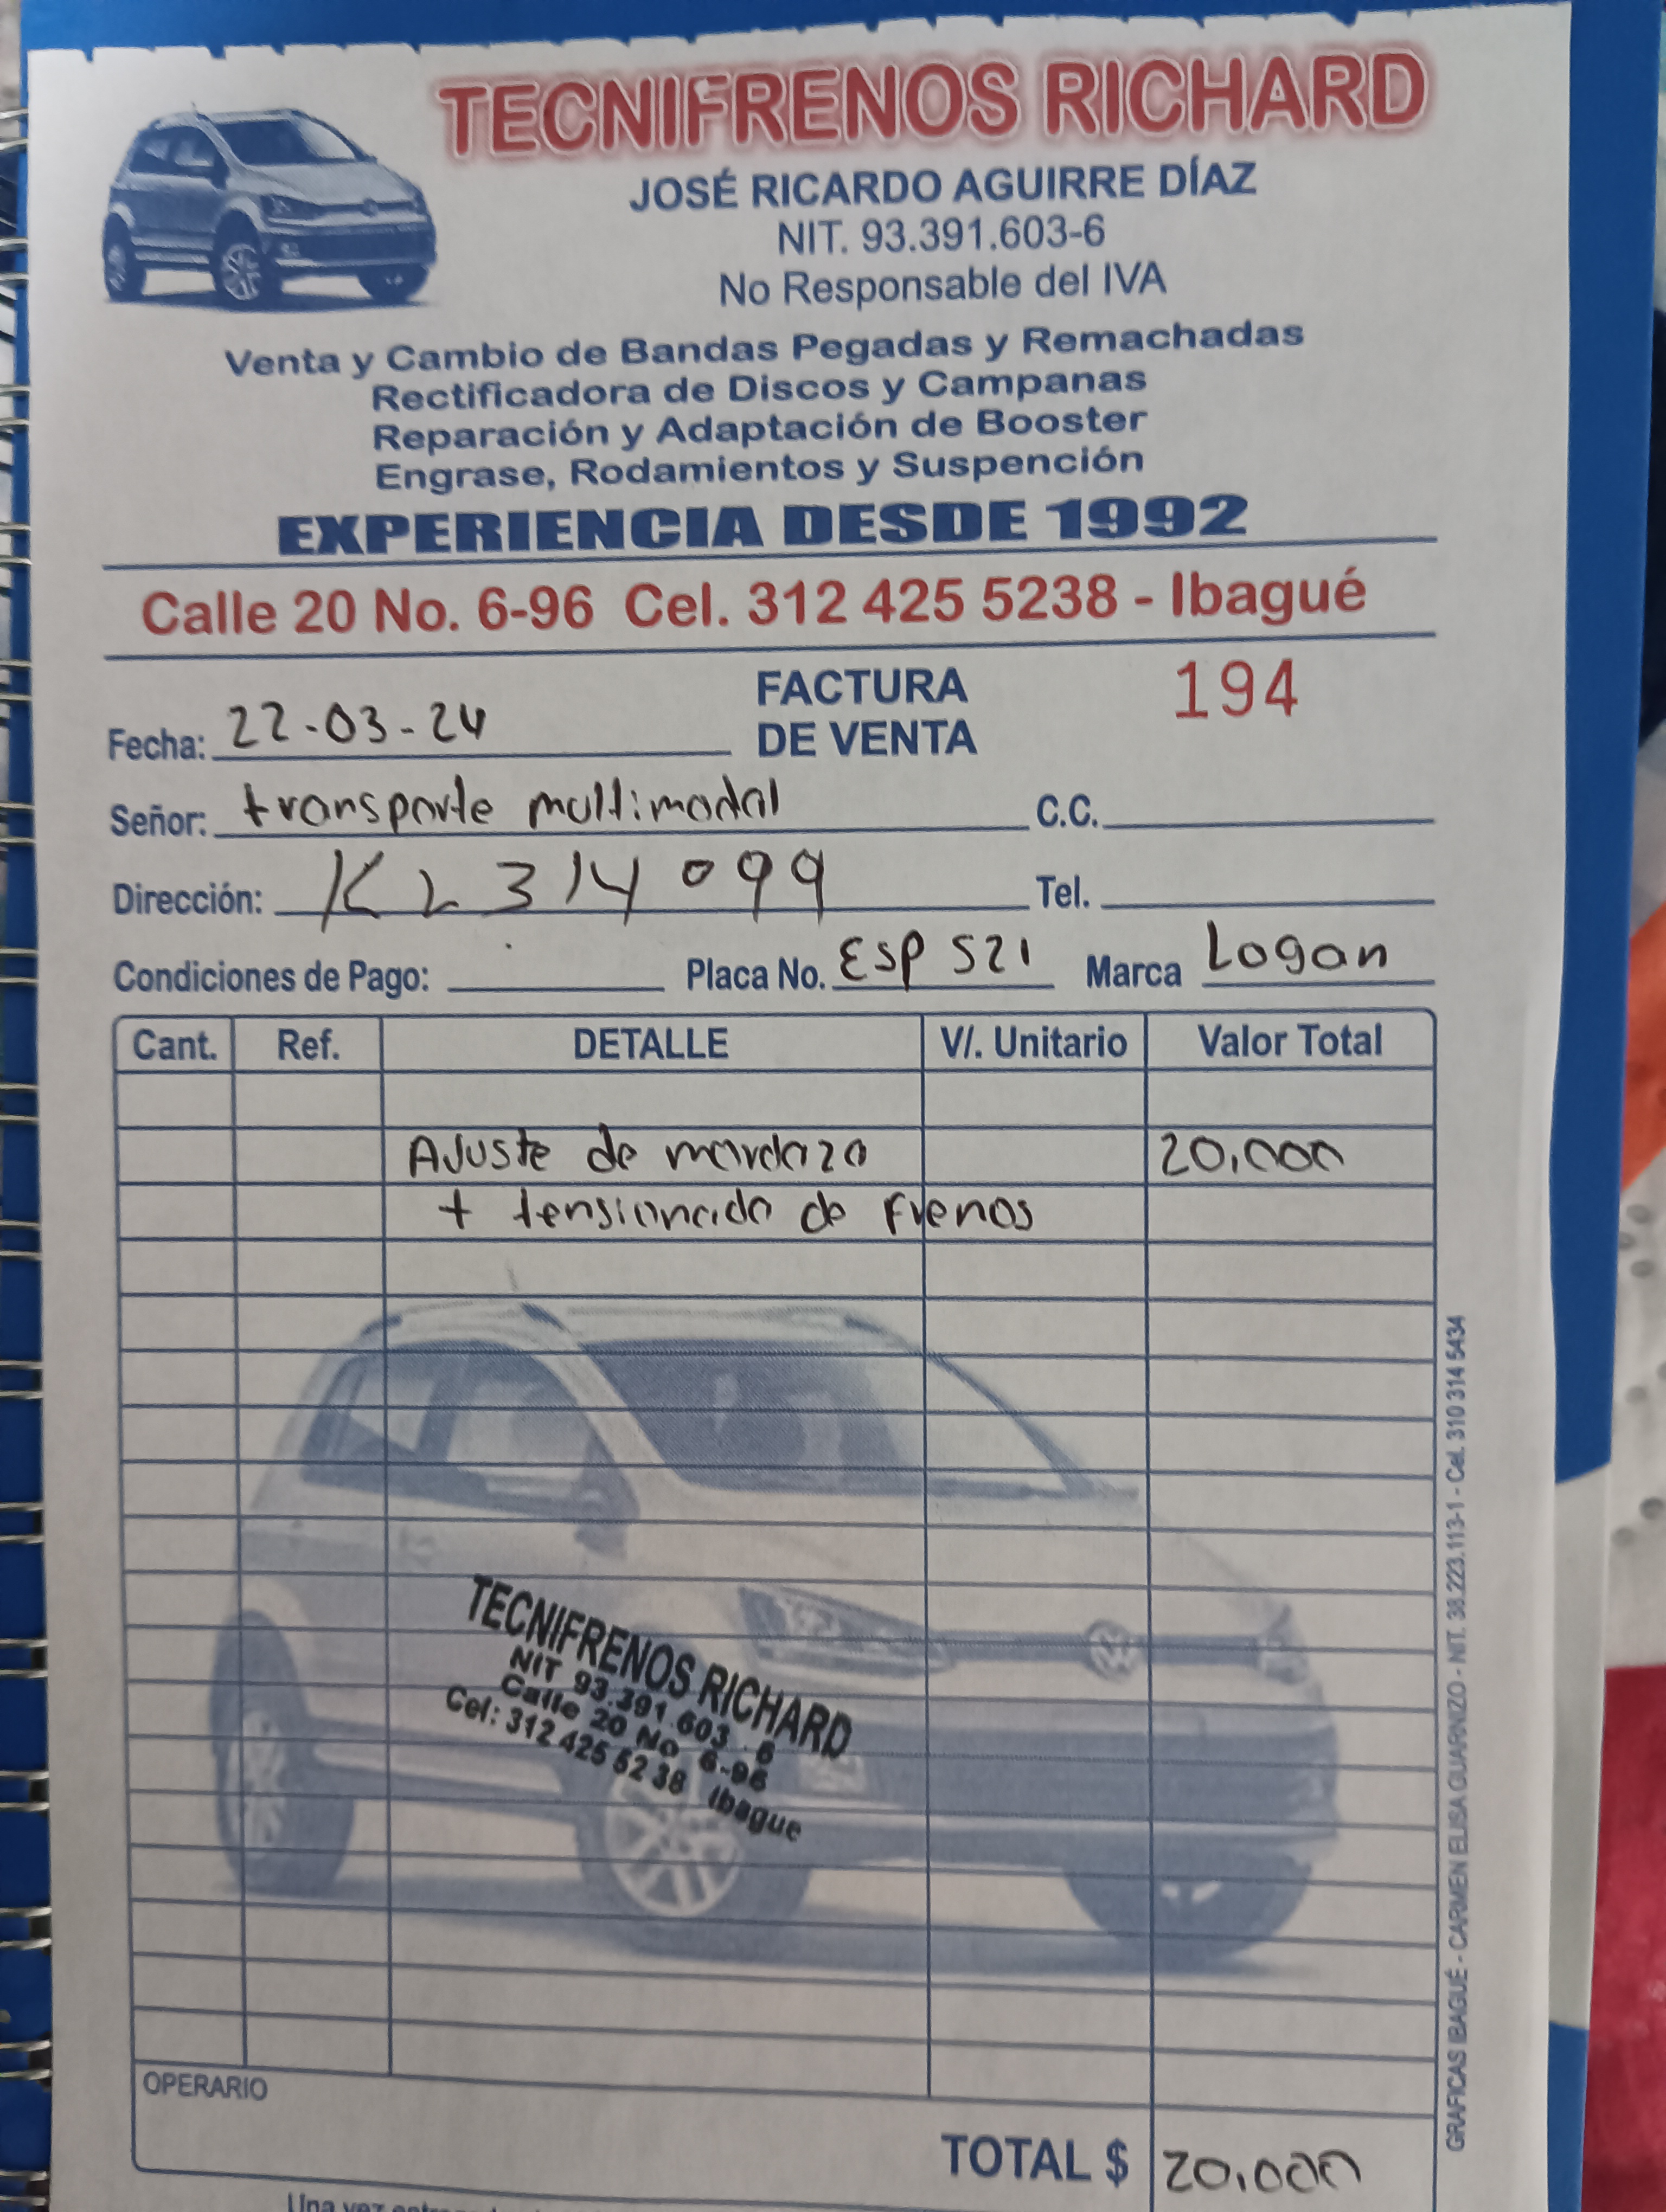 TECNIFRENOS RICHARD
JOSÉ RICARDO AGUIRRE DÍAZ
NIT. 93.391.603-6
No Responsable del IVA
Venta y Cambio de Bandas Pegadas y Remachadas
Rectificadora de Discos y Campanas
Reparación y Adaptación de Booster
Engrase, Rodamientos y Suspención
EXPERIENCIA DESDE 1992
Calle 20 No. 6-96 Cel. 312 425 5238 - Ibagué
FACTURA DE VENTA 194
Fecha: 22-03-24
Señor: transporte multimodal C.C.
Dirección: KL 314 099 Tel.
Condiciones de Pago: Placa No. ESP 521 Marca Logan
Cant. Ref. DETALLE V/. Unitario Valor Total
Ajuste de mordaza 20.000
+ tensionada de frenos
TECNIFRENOS RICHARD
NIT 93.391.603 - 6
Calle 20 No 6-96
Cel: 312 425 52 38 Ibague
OPERARIO
TOTAL $ 20.000
Una vez
GRAFICAS IBAGUÉ - CARMEN ELISA GUARNIZO - NIT. 38.223.113-1 - Cel. 310 314 5434